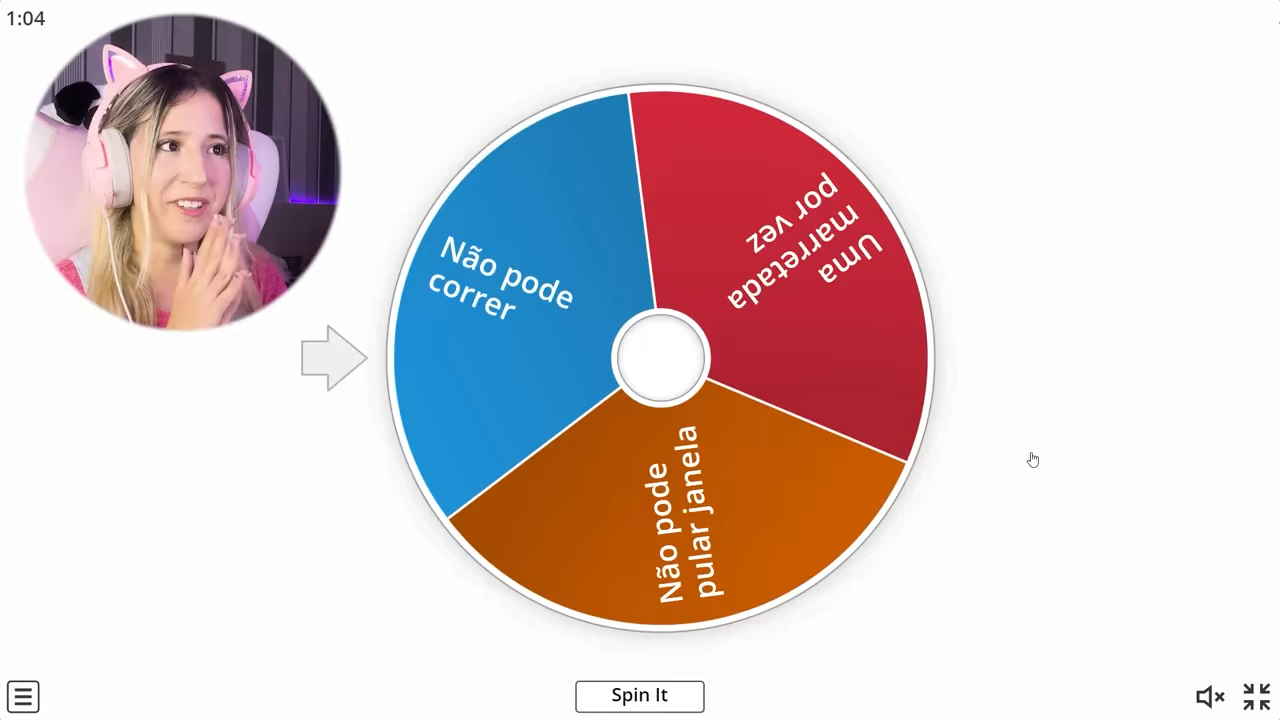 1:04
Não pode
correr
Uma
marretada
por vez
Não pode
pular janela
Spin It